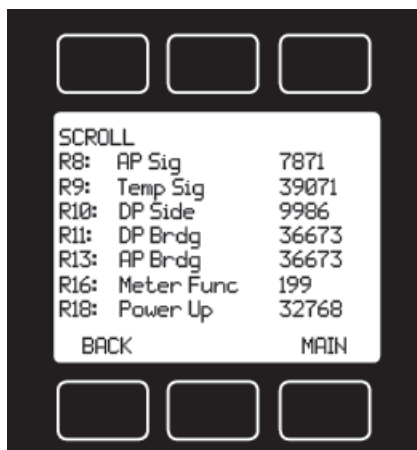 SCROLL
R8: AP Sig 7871
R9: Temp Sig 39071
R10: DP Side 9986
R11: DP Brdg 36673
R13: AP Brdg 36673
R16: Meter Func 199
R18: Power Up 32768
BACK MAIN